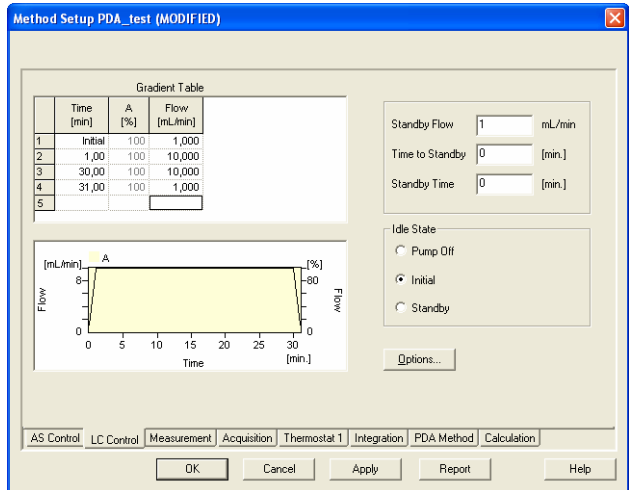 Method Setup PDA_test (MODIFIED)
Gradient Table
Time [min] A [%] Flow [mL/min]
1 Initial 100 1,000
2 1,00 100 10,000
3 30,00 100 10,000
4 31,00 100 1,000
5
Standby Flow 1 mL/min
Time to Standby 0 [min.]
Standby Time 0 [min.]
Idle State
Pump Off
Initial
Standby
Options...
[mL/min] A [%]
8 80
Flow Flow
0 0
0 5 10 15 20 25 30
Time [min.]
AS Control LC Control Measurement Acquisition Thermostat 1 Integration PDA Method Calculation
OK Cancel Apply Report Help